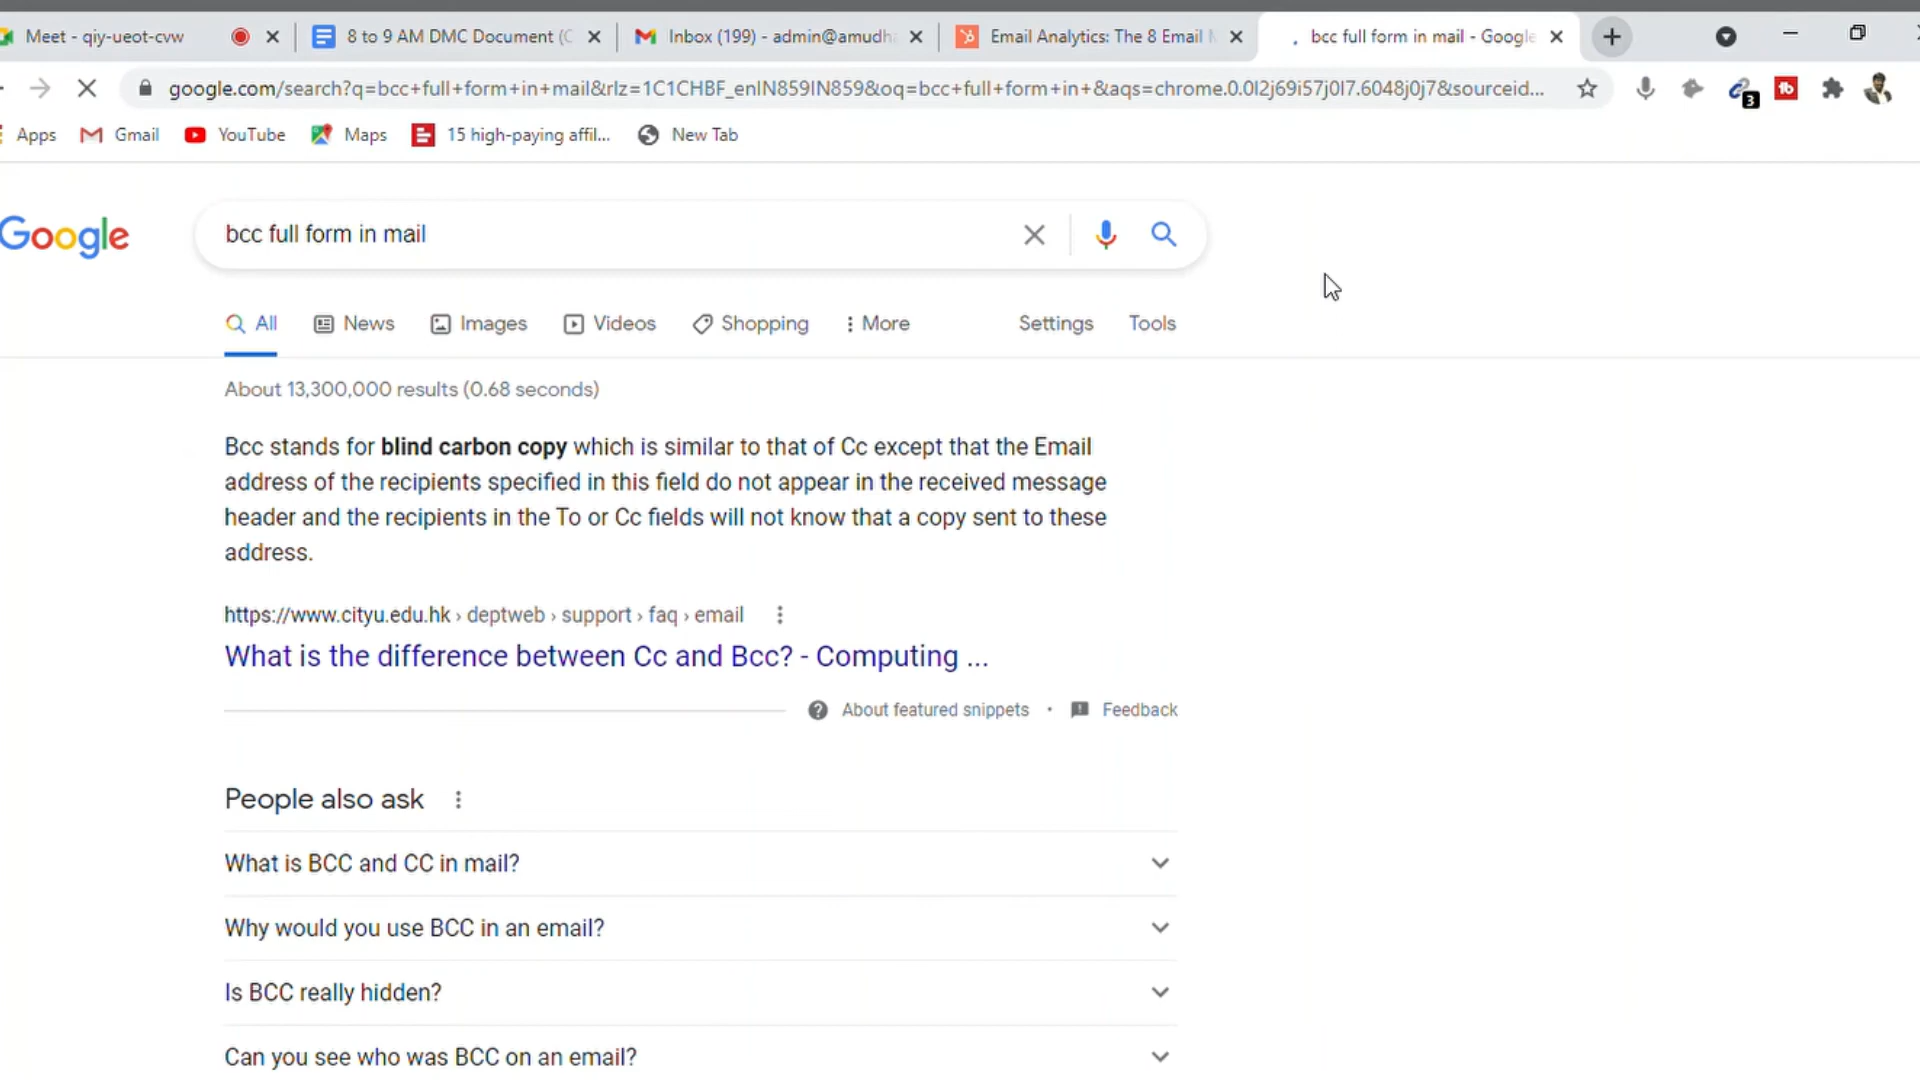 Meet - qiy-ueot-cvw
8 to 9 AM DMC Document (
Inbox (199) - admin@amudh
Email Analytics: The 8 Email
bcc full form in mail - Google
google.com/search?q=bcc+full+form+in+mail&rlz=1C1CHBF_enIN859IN859&oq=bcc+full+form+in+&aqs=chrome.0.0l2j69i57j0l7.6048j0j7&sourceid...
3
Apps
Gmail
YouTube
Maps
15 high-paying affil...
New Tab
Google
bcc full form in mail
All
News
Images
Videos
Shopping
More
Settings
Tools
About 13,300,000 results (0.68 seconds)
Bcc stands for blind carbon copy which is similar to that of Cc except that the Email
address of the recipients specified in this field do not appear in the received message
header and the recipients in the To or Cc fields will not know that a copy sent to these
address.
https://www.cityu.edu.hk › deptweb › support › faq › email
What is the difference between Cc and Bcc? - Computing ...
About featured snippets • Feedback
People also ask
What is BCC and CC in mail?
Why would you use BCC in an email?
Is BCC really hidden?
Can you see who was BCC on an email?